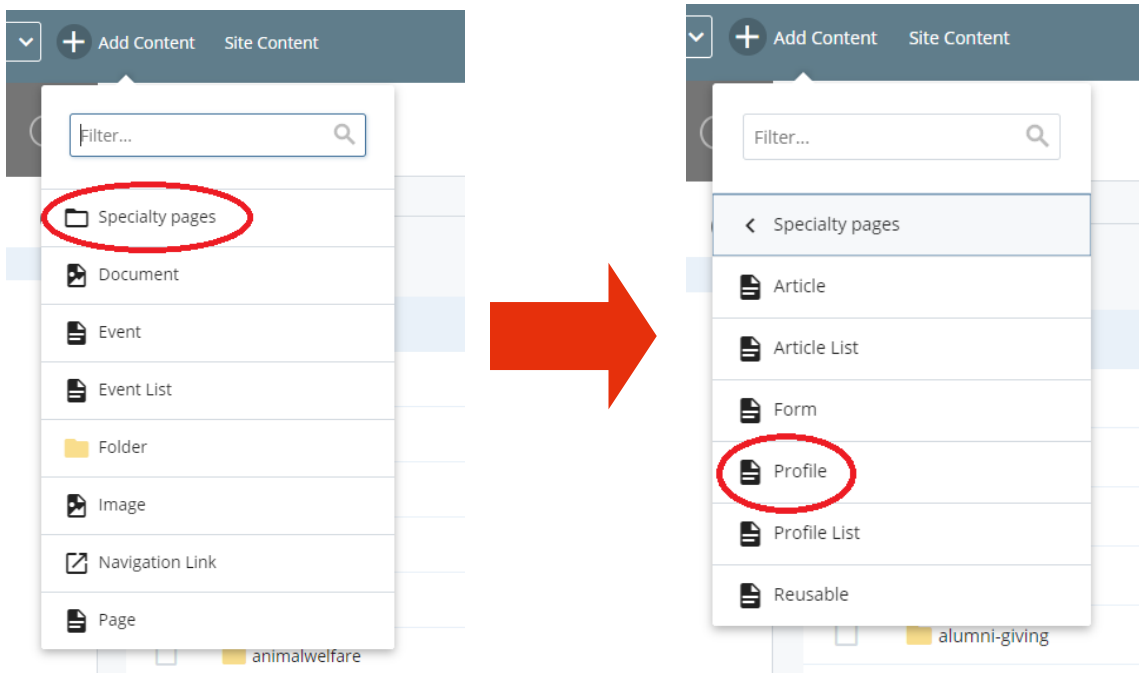 Add Content Site Content
Filter...
Specialty pages
Document
Event
Event List
Folder
Image
Navigation Link
Page
animalwelfare
Add Content Site Content
Filter...
Specialty pages
Article
Article List
Form
Profile
Profile List
Reusable
alumni-giving